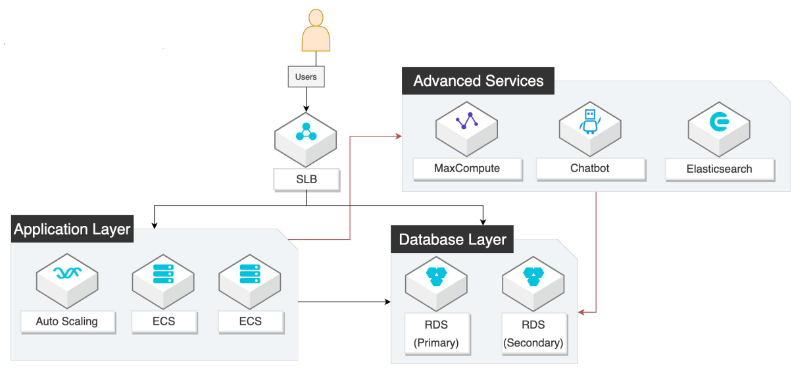 Users
Advanced Services
MaxCompute
Chatbot
Elasticsearch
SLB
Application Layer
Auto Scaling
ECS
ECS
Database Layer
RDS
(Primary)
RDS
(Secondary)